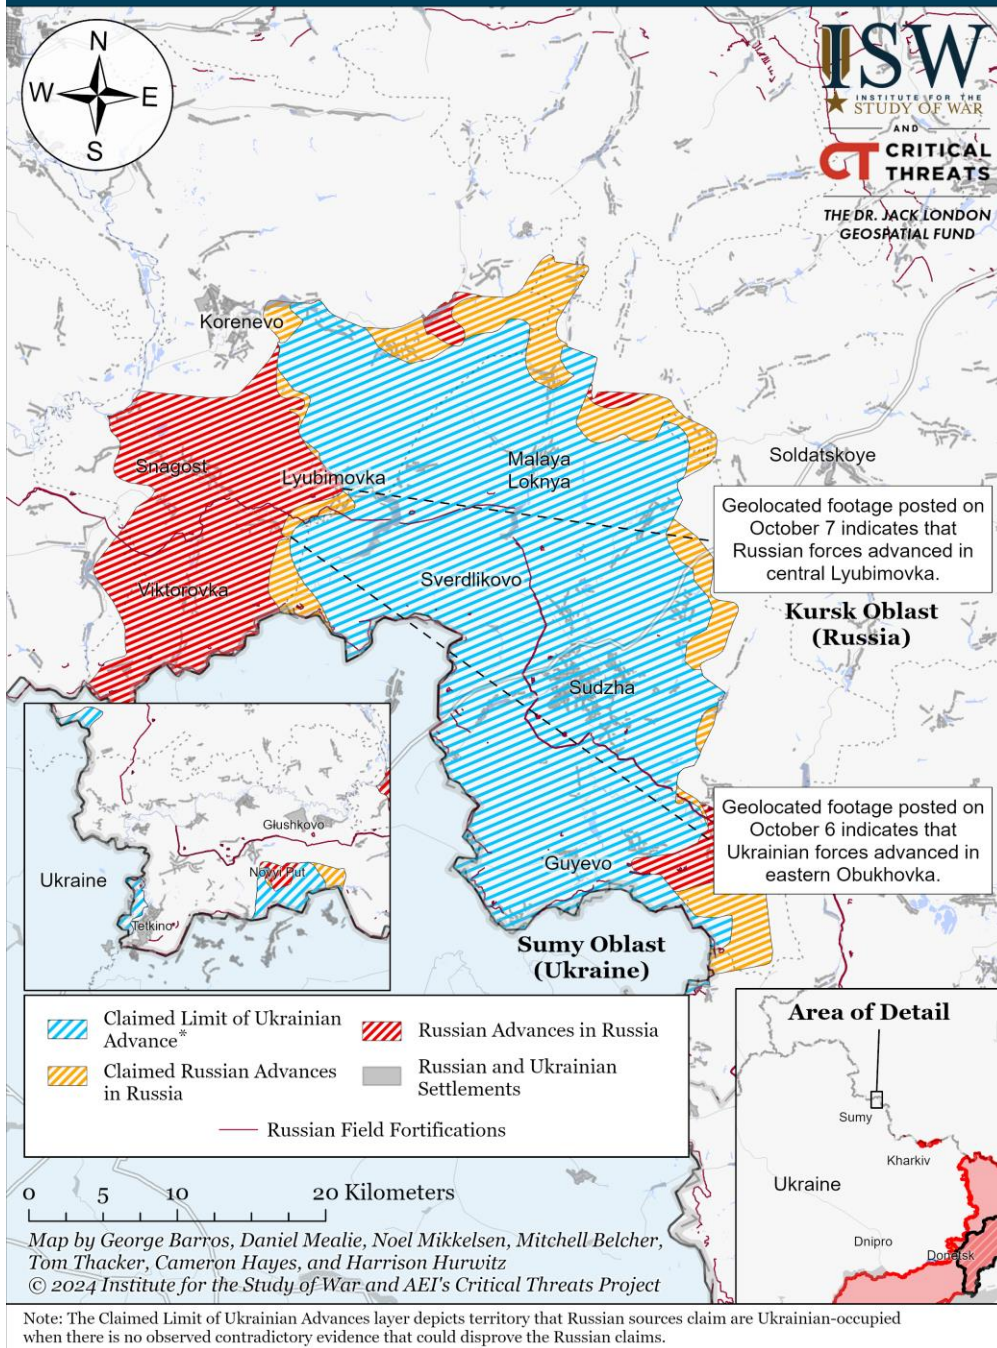 N
W
E
S
ISW
INSTITUTE FOR THE
STUDY OF WAR
AND
CT CRITICAL
THREATS
THE DR. JACK LONDON
GEOSPATIAL FUND
Korenevo
Snagost
Lyubimovka
Malaya
Loknya
Soldatskoye
Geolocated footage posted on
October 7 indicates that
Russian forces advanced in
central Lyubimovka.
Viktorovka
Sverdlikovo
Kursk Oblast
(Russia)
Sudzha
Geolocated footage posted on
October 6 indicates that
Ukrainian forces advanced in
eastern Obukhovka.
Guyevo
Sumy Oblast
(Ukraine)
Glushkovo
Ukraine
Novyi Put
Tetkino
Claimed Limit of Ukrainian
Advance*
Russian Advances in Russia
Claimed Russian Advances
in Russia
Russian and Ukrainian
Settlements
Russian Field Fortifications
Area of Detail
Sumy
Kharkiv
Ukraine
Dnipro
Donetsk
0 5 10 20 Kilometers
Map by George Barros, Daniel Mealie, Noel Mikkelsen, Mitchell Belcher,
Tom Thacker, Cameron Hayes, and Harrison Hurwitz
© 2024 Institute for the Study of War and AEI's Critical Threats Project
Note: The Claimed Limit of Ukrainian Advances layer depicts territory that Russian sources claim are Ukrainian-occupied
when there is no observed contradictory evidence that could disprove the Russian claims.